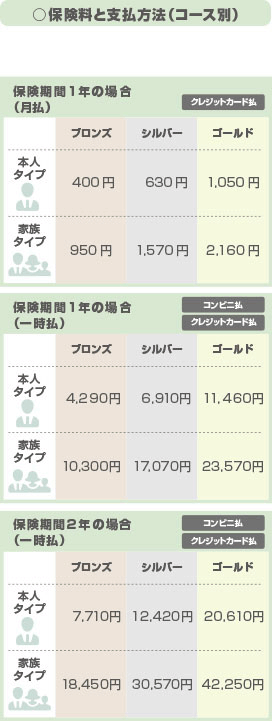 ○保険料と支払方法(コース別)
保険期間1年の場合
(月払)
クレジットカード払
ブロンズ シルバー ゴールド
本人
タイプ
400円 630円 1,050円
家族
タイプ
950円 1,570円 2,160円
保険期間1年の場合
(一時払)
コンビニ払
クレジットカード払
ブロンズ シルバー ゴールド
本人
タイプ
4,290円 6,910円 11,460円
家族
タイプ
10,300円 17,070円 23,570円
保険期間2年の場合
(一時払)
コンビニ払
クレジットカード払
ブロンズ シルバー ゴールド
本人
タイプ
7,710円 12,420円 20,610円
家族
タイプ
18,450円 30,570円 42,250円